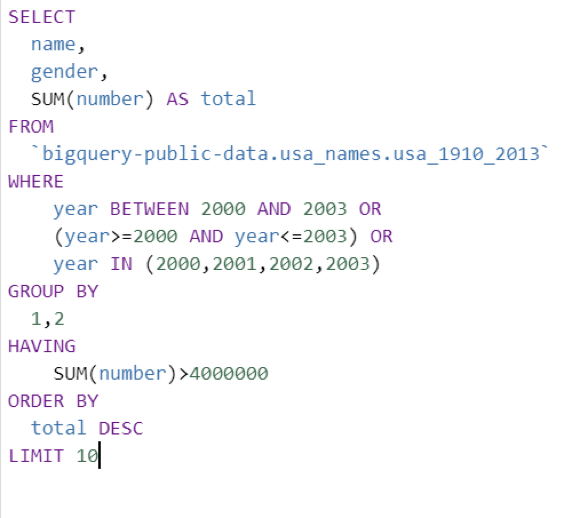 SELECT
name,
gender,
SUM(number) AS total
FROM
`bigquery-public-data.usa_names.usa_1910_2013`
WHERE
year BETWEEN 2000 AND 2003 OR
(year>=2000 AND year<=2003) OR
year IN (2000,2001,2002,2003)
GROUP BY
1,2
HAVING
SUM(number)>4000000
ORDER BY
total DESC
LIMIT 10